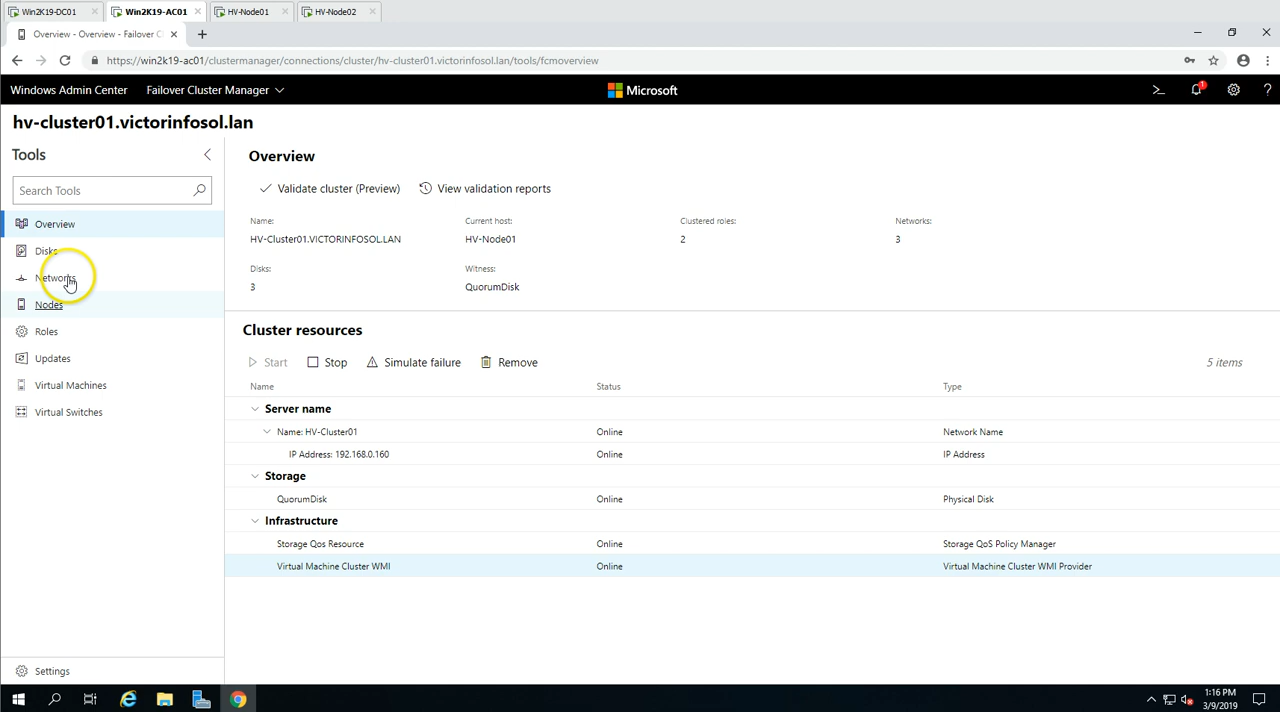 Win2K19-DC01
Win2K19-AC01
HV-Node01
HV-Node02
Overview - Overview - Failover C
https://win2k19-ac01/clustermanager/connections/cluster/hv-cluster01.victorinfosol.lan/tools/fcmoverview
Windows Admin Center
Failover Cluster Manager
Microsoft
1
hv-cluster01.victorinfosol.lan
Tools
Search Tools
Overview
Disks
Networks
Nodes
Roles
Updates
Virtual Machines
Virtual Switches
Settings
Overview
Validate cluster (Preview)
View validation reports
Name:
HV-Cluster01.VICTORINFOSOL.LAN
Current host:
HV-Node01
Clustered roles:
2
Networks:
3
Disks:
3
Witness:
QuorumDisk
Cluster resources
Start
Stop
Simulate failure
Remove
5 items
Name Status Type
Server name
Name: HV-Cluster01 Online Network Name
IP Address: 192.168.0.160 Online IP Address
Storage
QuorumDisk Online Physical Disk
Infrastructure
Storage Qos Resource Online Storage QoS Policy Manager
Virtual Machine Cluster WMI Online Virtual Machine Cluster WMI Provider
1:16 PM
3/9/2019